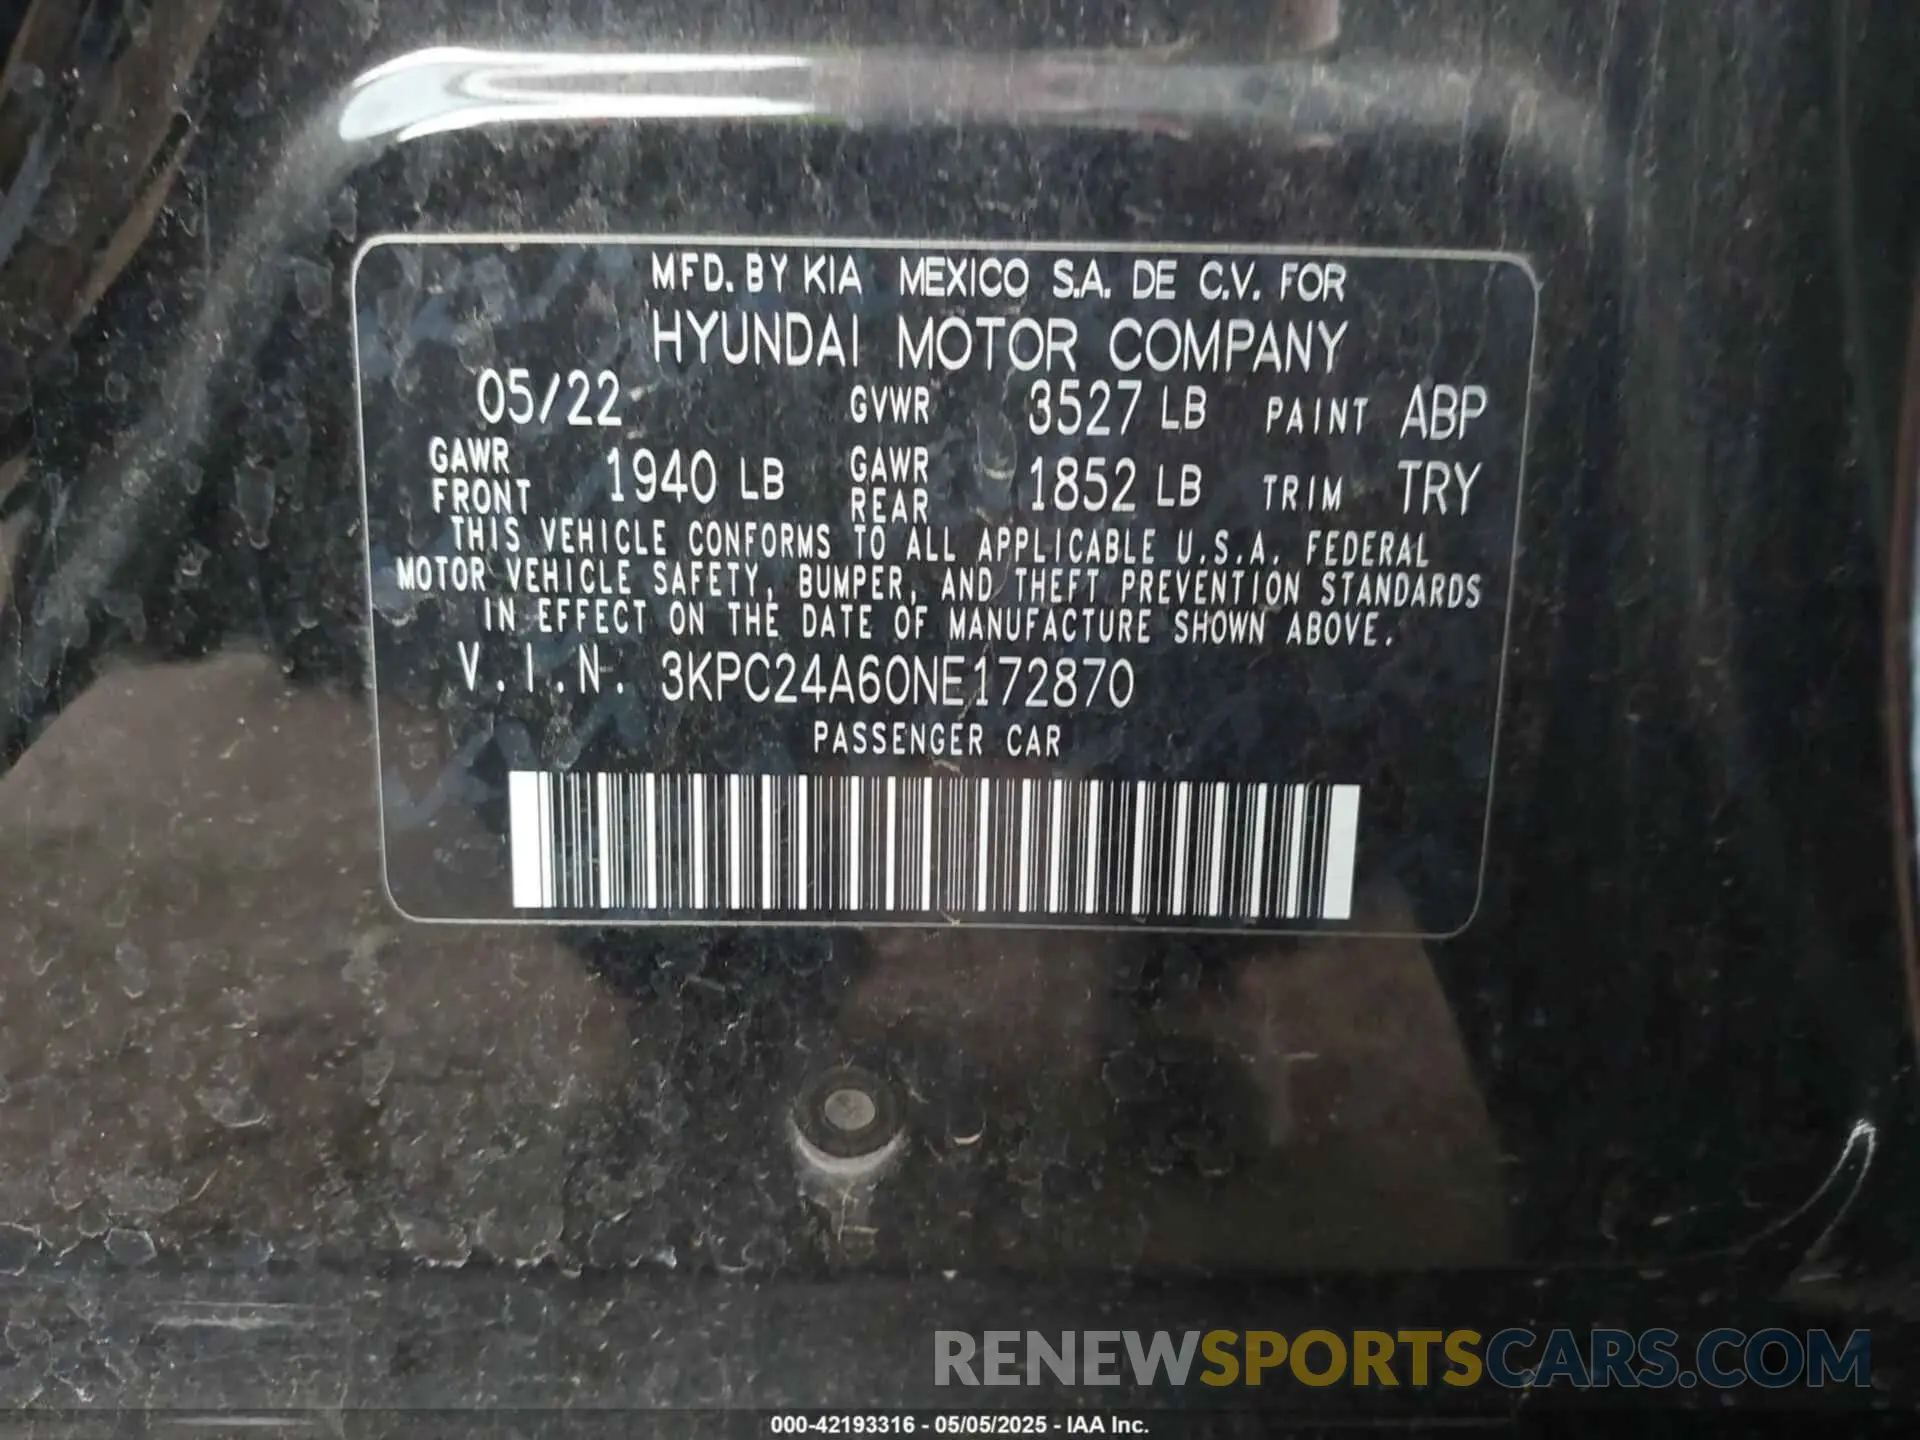 MFD. BY KIA MEXICO S.A. DE C.V. FOR
HYUNDAI MOTOR COMPANY
05/22 GVWR 3527 LB PAINT ABP
GAWR FRONT 1940 LB GAWR REAR 1852 LB TRIM TRY
THIS VEHICLE CONFORMS TO ALL APPLICABLE U.S.A. FEDERAL
MOTOR VEHICLE SAFETY, BUMPER, AND THEFT PREVENTION STANDARDS
IN EFFECT ON THE DATE OF MANUFACTURE SHOWN ABOVE.
V.I.N. 3KPC24A60NE172870
PASSENGER CAR
RENEWSPORTSCARS.COM
000-42193316 - 05/05/2025 - IAA Inc.